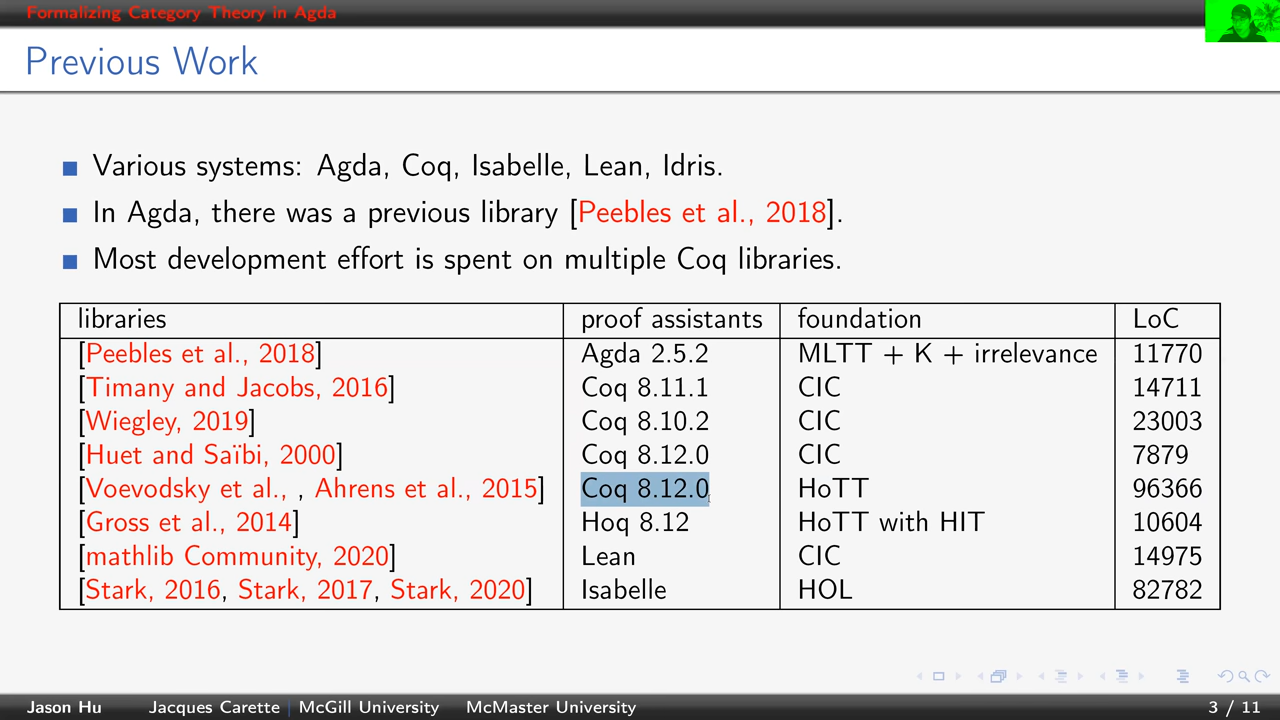 Formalizing Category Theory in Agda
Previous Work
Various systems: Agda, Coq, Isabelle, Lean, Idris.
In Agda, there was a previous library [Peebles et al., 2018].
Most development effort is spent on multiple Coq libraries.
libraries proof assistants foundation LoC
[Peebles et al., 2018] Agda 2.5.2 MLTT + K + irrelevance 11770
[Timany and Jacobs, 2016] Coq 8.11.1 CIC 14711
[Wiegley, 2019] Coq 8.10.2 CIC 23003
[Huet and Saïbi, 2000] Coq 8.12.0 CIC 7879
[Voevodsky et al., , Ahrens et al., 2015] Coq 8.12.0 HoTT 96366
[Gross et al., 2014] Hoq 8.12 HoTT with HIT 10604
[mathlib Community, 2020] Lean CIC 14975
[Stark, 2016, Stark, 2017, Stark, 2020] Isabelle HOL 82782
Jason Hu Jacques Carette McGill University McMaster University 3 / 11